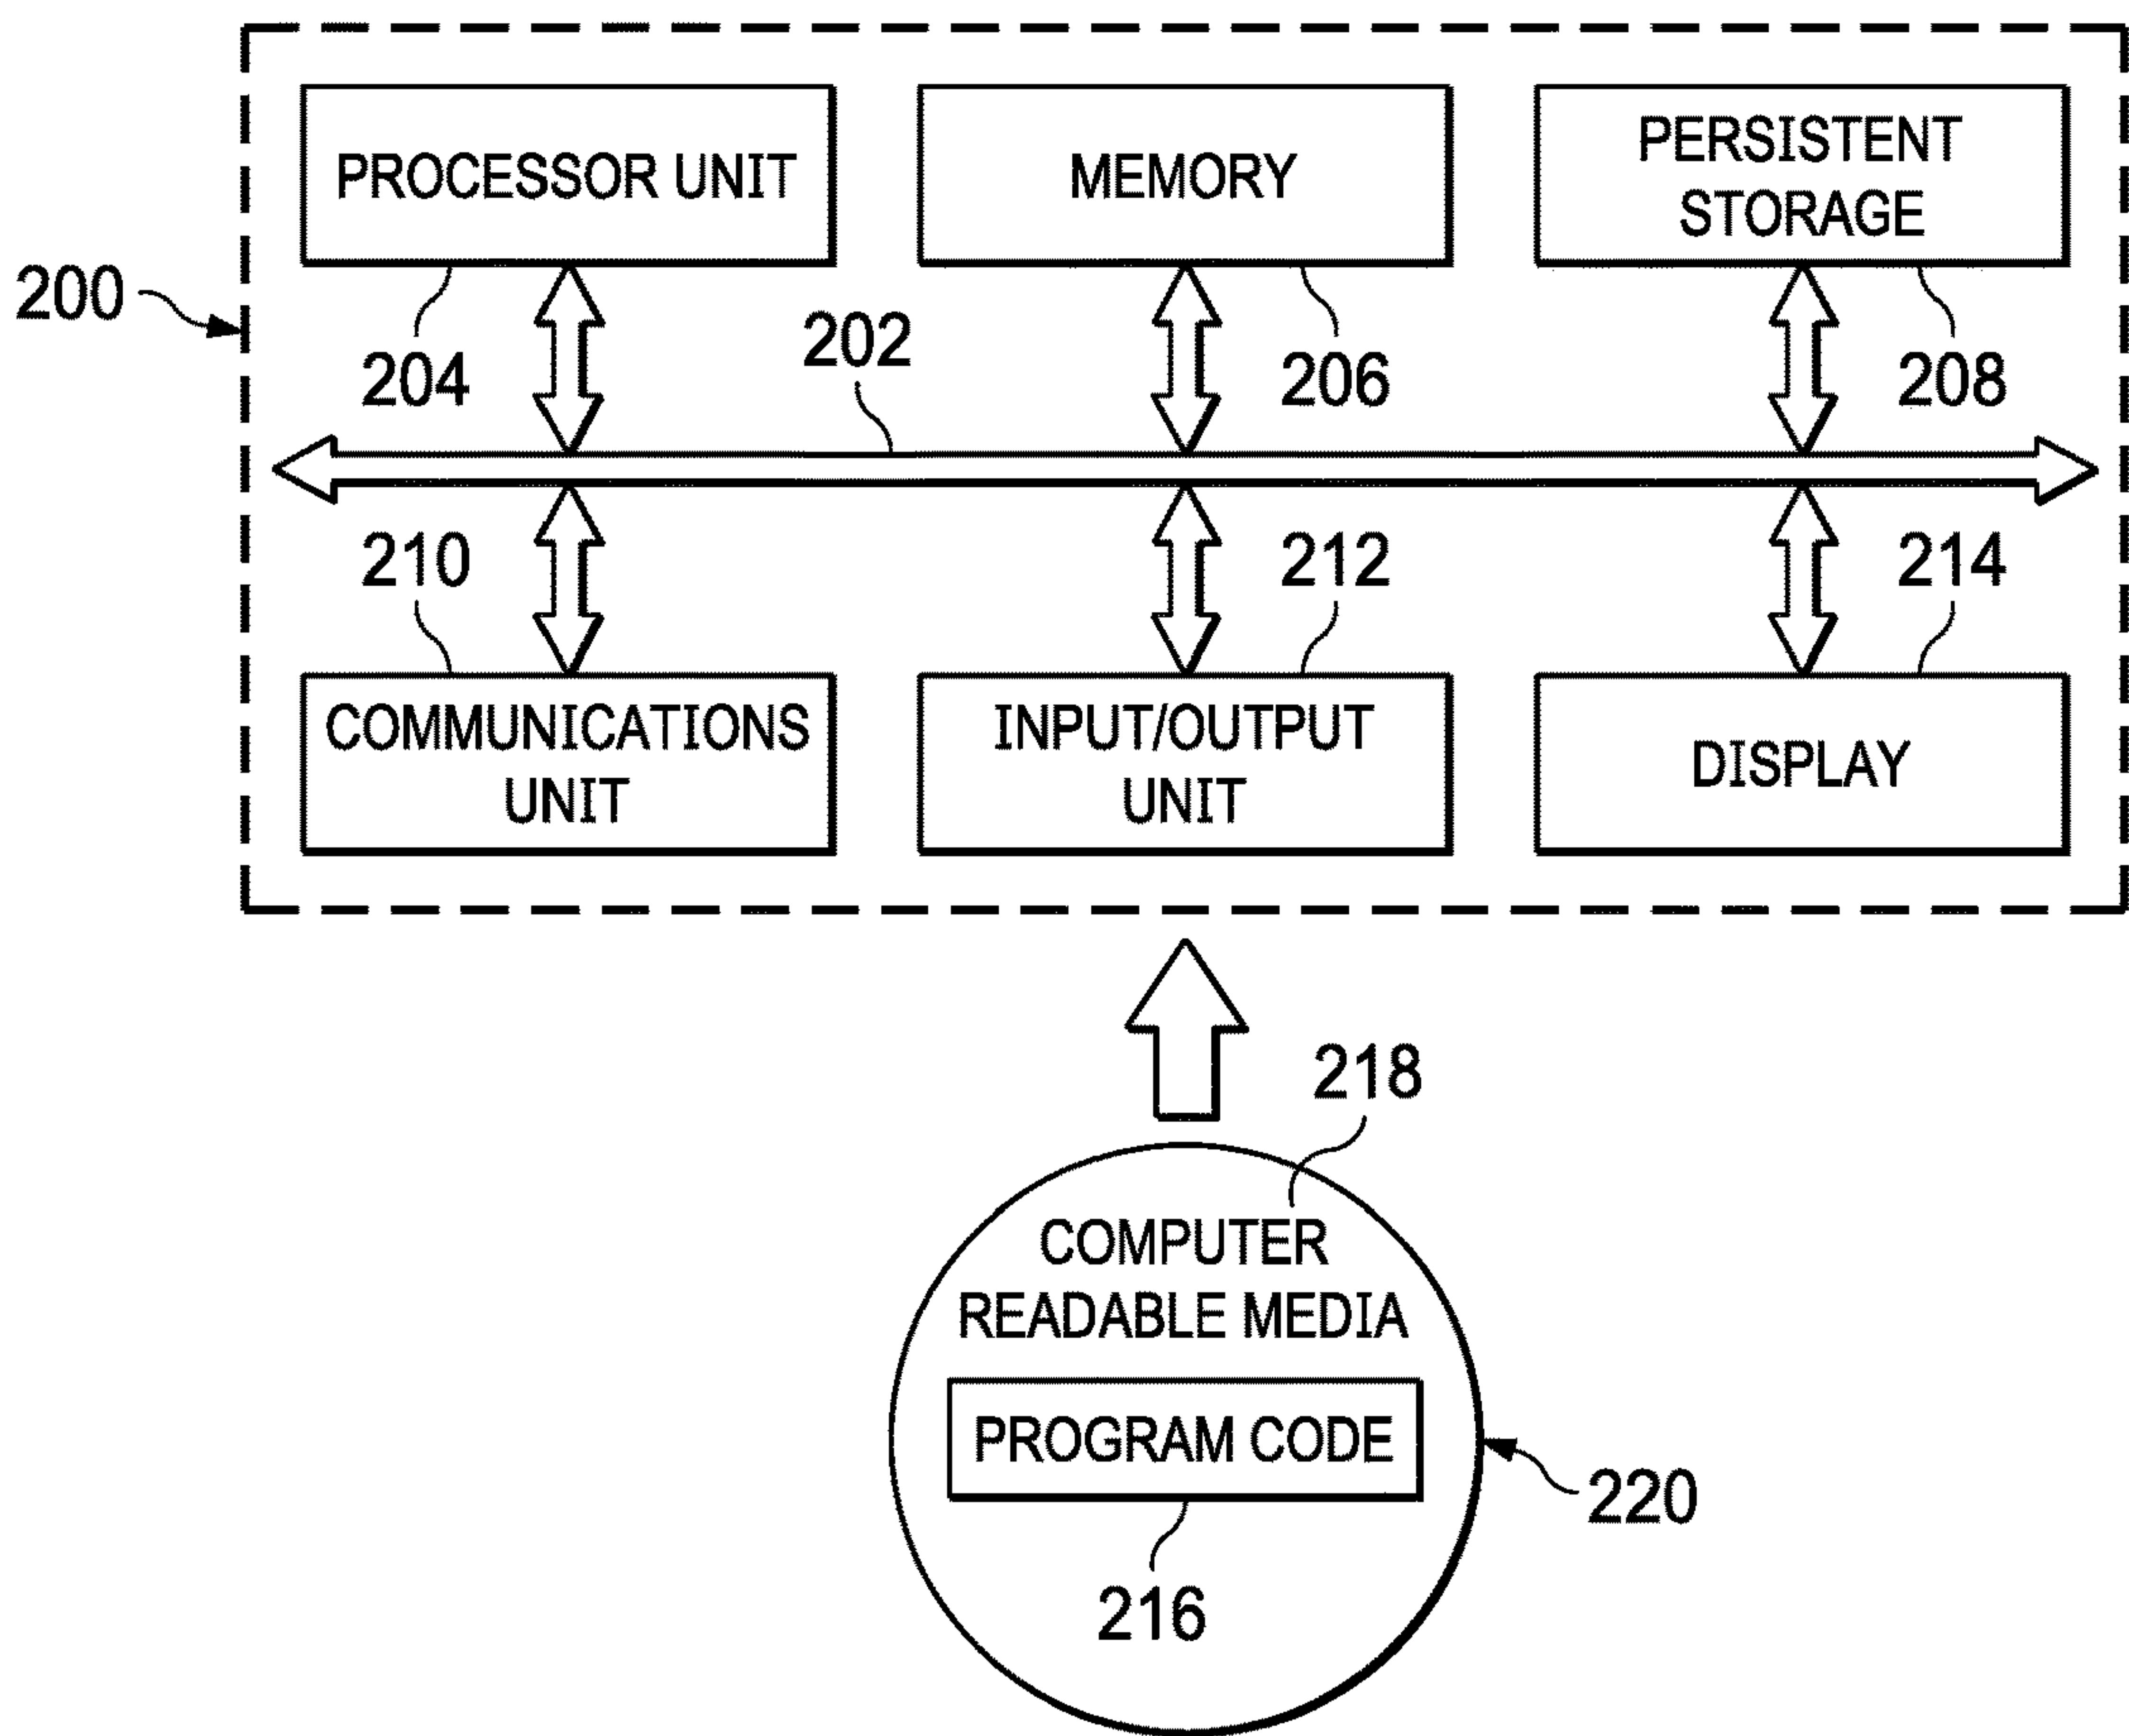 PROCESSOR UNIT
MEMORY
PERSISTENT
STORAGE
200
204
202
206
208
210
212
214
COMMUNICATIONS
UNIT
INPUT/OUTPUT
UNIT
DISPLAY
218
COMPUTER
READABLE MEDIA
PROGRAM CODE
220
216